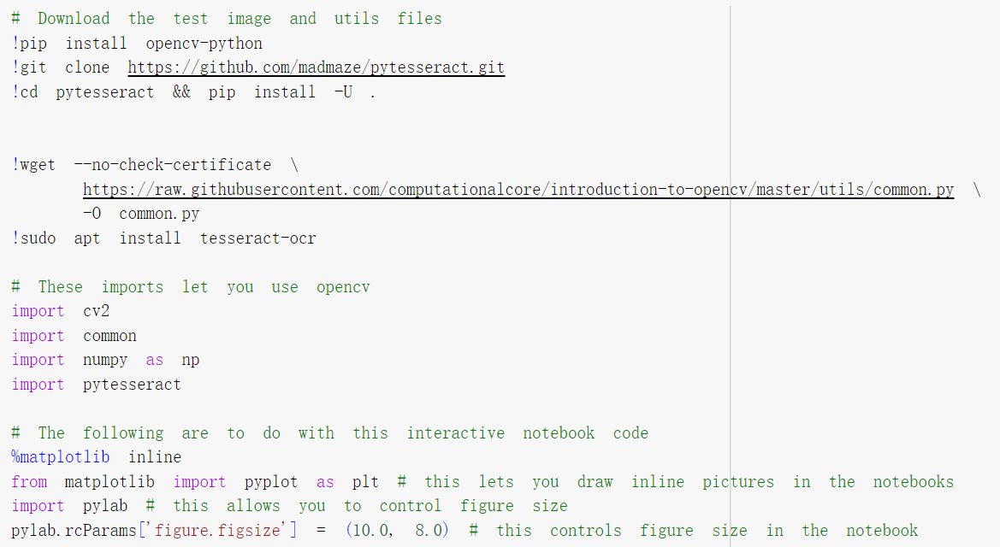 # Download the test image and utils files
!pip install opencv-python
!git clone https://github.com/madmaze/pytesseract.git
!cd pytesseract && pip install -U .
!wget --no-check-certificate \
https://raw.githubusercontent.com/computationalcore/introduction-to-opencv/master/utils/common.py \
-O common.py
!sudo apt install tesseract-ocr
# These imports let you use opencv
import cv2
import common
import numpy as np
import pytesseract
# The following are to do with this interactive notebook code
%matplotlib inline
from matplotlib import pyplot as plt # this lets you draw inline pictures in the notebooks
import pylab # this allows you to control figure size
pylab.rcParams['figure.figsize'] = (10.0, 8.0) # this controls figure size in the notebook